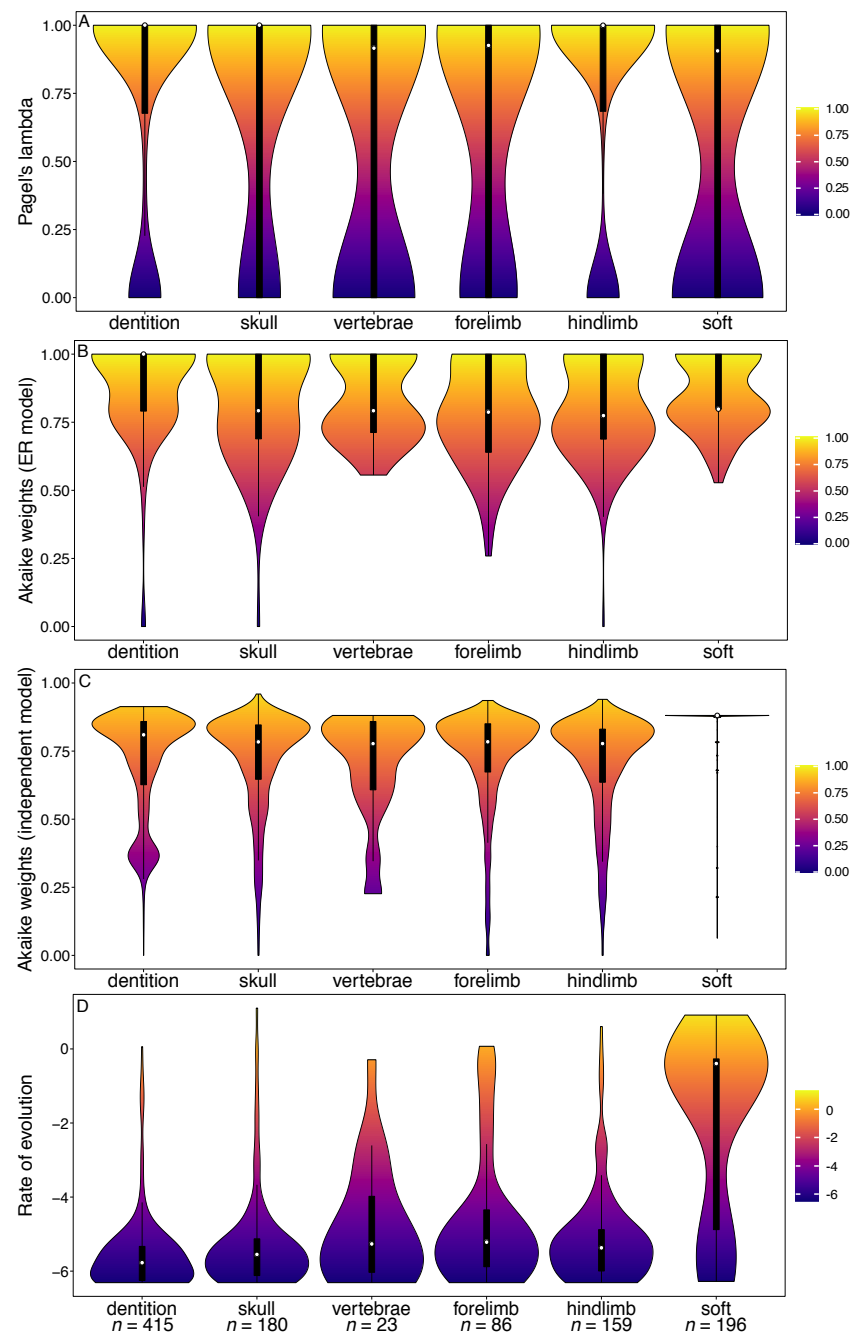 A
Pagel's lambda
1.00
0.75
0.50
0.25
0.00
dentition skull vertebrae forelimb hindlimb soft
1.00
0.75
0.50
0.25
0.00
B
Akaike weights (ER model)
1.00
0.75
0.50
0.25
0.00
dentition skull vertebrae forelimb hindlimb soft
1.00
0.75
0.50
0.25
0.00
C
Akaike weights (independent model)
1.00
0.75
0.50
0.25
0.00
dentition skull vertebrae forelimb hindlimb soft
1.00
0.75
0.50
0.25
0.00
D
Rate of evolution
0
−2
−4
−6
dentition skull vertebrae forelimb hindlimb soft
n = 415 n = 180 n = 23 n = 86 n = 159 n = 196
0
-2
-4
-6